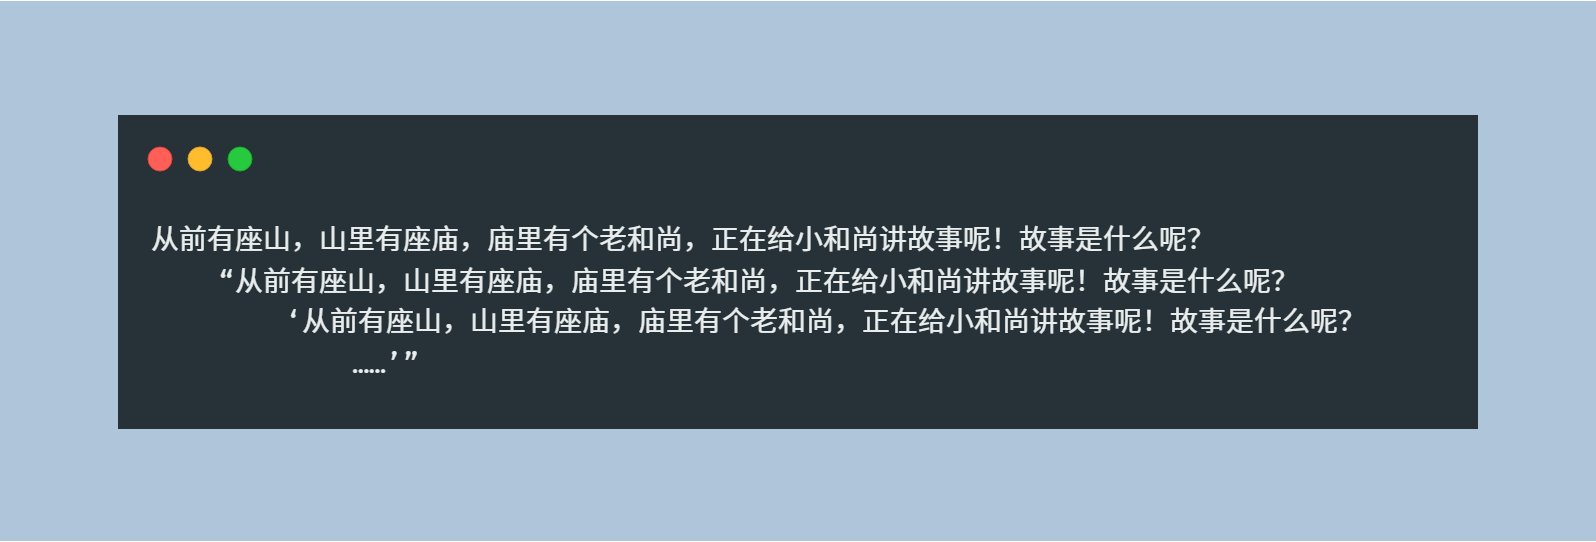 从前有座山，山里有座庙，庙里有个老和尚，正在给小和尚讲故事呢！故事是什么呢？
“从前有座山，山里有座庙，庙里有个老和尚，正在给小和尚讲故事呢！故事是什么呢？
‘从前有座山，山里有座庙，庙里有个老和尚，正在给小和尚讲故事呢！故事是什么呢？
……’”